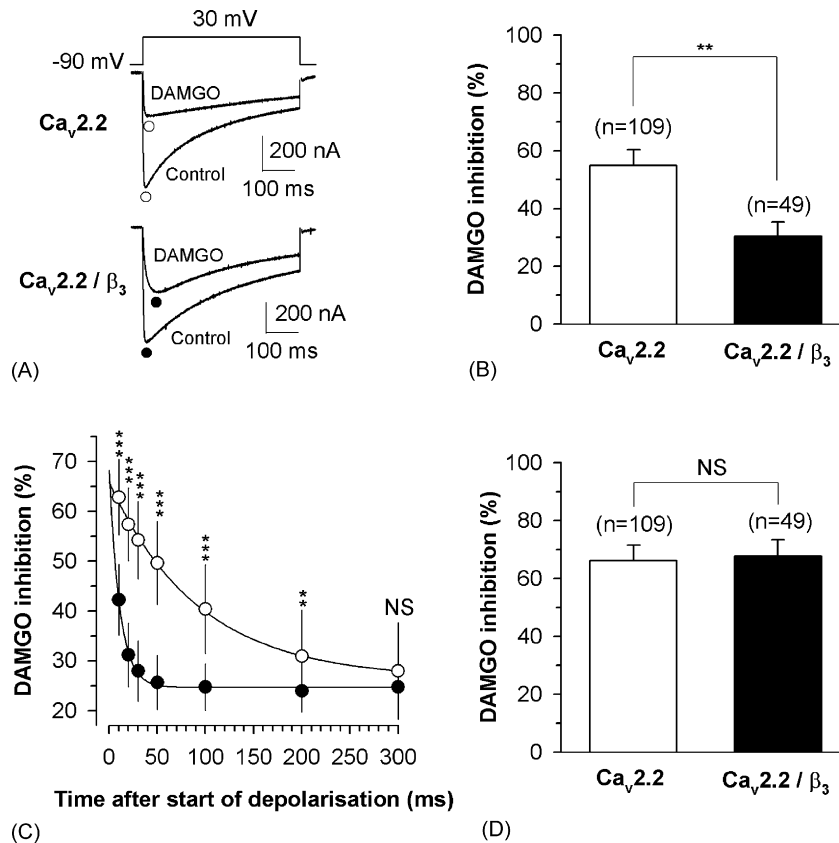 30 mV
-90 mV
DAMGO
Cav2.2
Control
200 nA
100 ms
DAMGO
Cav2.2 / β3
Control
200 nA
100 ms
(A)
100
80
60
40
20
0
DAMGO inhibition (%)
**
(n=109)
(n=49)
Cav2.2
Cav2.2 / β3
(B)
70
60
50
40
30
20
DAMGO inhibition (%)
***
***
***
***
***
**
NS
0
50
100
150
200
250
300
Time after start of depolarisation (ms)
(C)
100
80
60
40
20
0
DAMGO inhibition (%)
NS
(n=109)
(n=49)
Cav2.2
Cav2.2 / β3
(D)